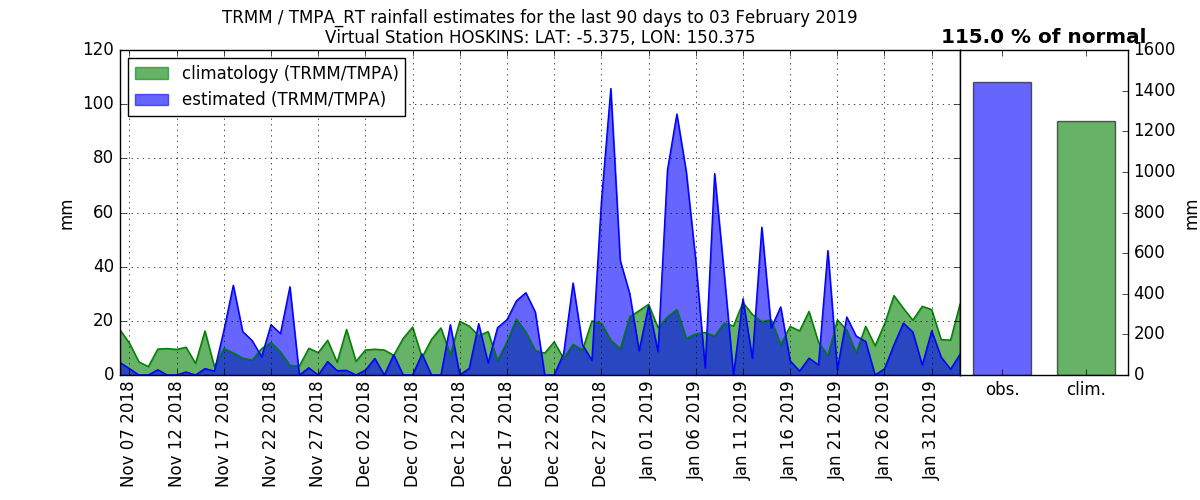 TRMM / TMPA_RT rainfall estimates for the last 90 days to 03 February 2019
Virtual Station HOSKINS: LAT: -5.375, LON: 150.375
115.0 % of normal
climatology (TRMM/TMPA)
estimated (TRMM/TMPA)
120
100
80
60
40
20
0
mm
1600
1400
1200
1000
800
600
400
200
0
mm
obs.
clim.
Nov 07 2018
Nov 12 2018
Nov 17 2018
Nov 22 2018
Nov 27 2018
Dec 02 2018
Dec 07 2018
Dec 12 2018
Dec 17 2018
Dec 22 2018
Dec 27 2018
Jan 01 2019
Jan 06 2019
Jan 11 2019
Jan 16 2019
Jan 21 2019
Jan 26 2019
Jan 31 2019